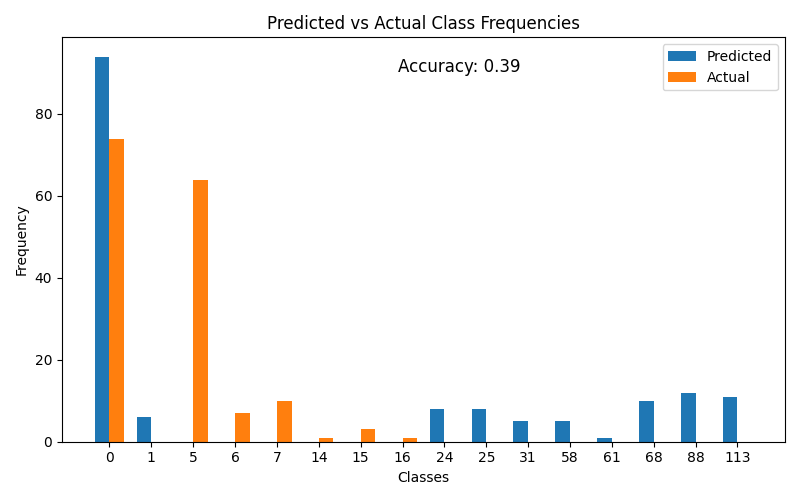 Predicted vs Actual Class Frequencies
Accuracy: 0.39
Predicted
Actual
Frequency
80
60
40
20
0
0 1 5 6 7 14 15 16 24 25 31 58 61 68 88 113
Classes